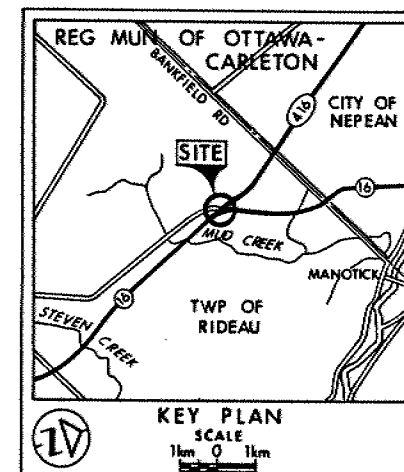 REG MUN OF OTTAWA-
CARLETON
BANKFIELD RD
416
CITY OF
NEPEAN
SITE
16
MUD CREEK
MANOTICK
16
TWP OF
RIDEAU
STEVEN CREEK
KEY PLAN
SCALE
1km 0 1km
N